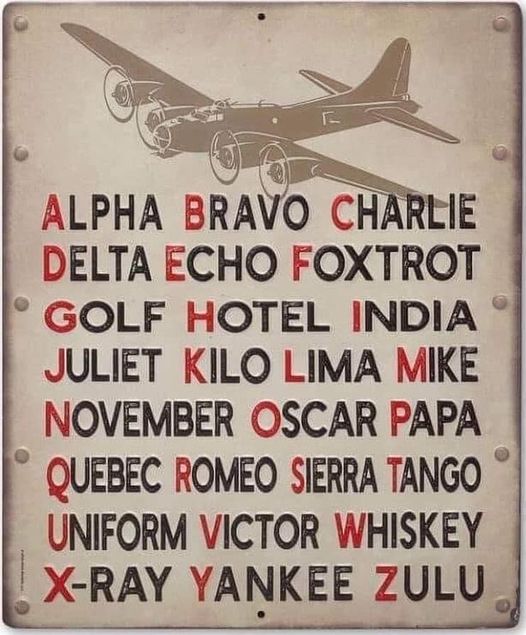 ALPHA BRAVO CHARLIE
DELTA ECHO FOXTROT
GOLF HOTEL INDIA
JULIET KILO LIMA MIKE
NOVEMBER OSCAR PAPA
QUEBEC ROMEO SIERRA TANGO
UNIFORM VICTOR WHISKEY
X-RAY YANKEE ZULU